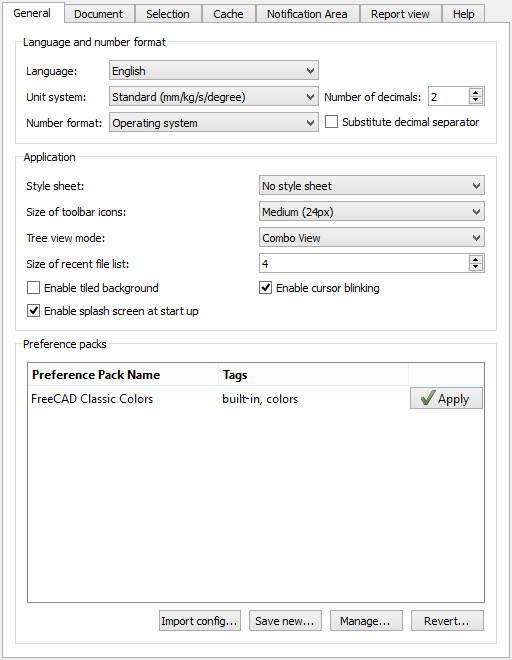 General Document Selection Cache Notification Area Report view Help
Language and number format
Language: English
Unit system: Standard (mm/kg/s/degree) Number of decimals: 2
Number format: Operating system Substitute decimal separator
Application
Style sheet: No style sheet
Size of toolbar icons: Medium (24px)
Tree view mode: Combo View
Size of recent file list: 4
Enable tiled background Enable cursor blinking
Enable splash screen at start up
Preference packs
Preference Pack Name Tags
FreeCAD Classic Colors built-in, colors Apply
Import config... Save new... Manage... Revert...